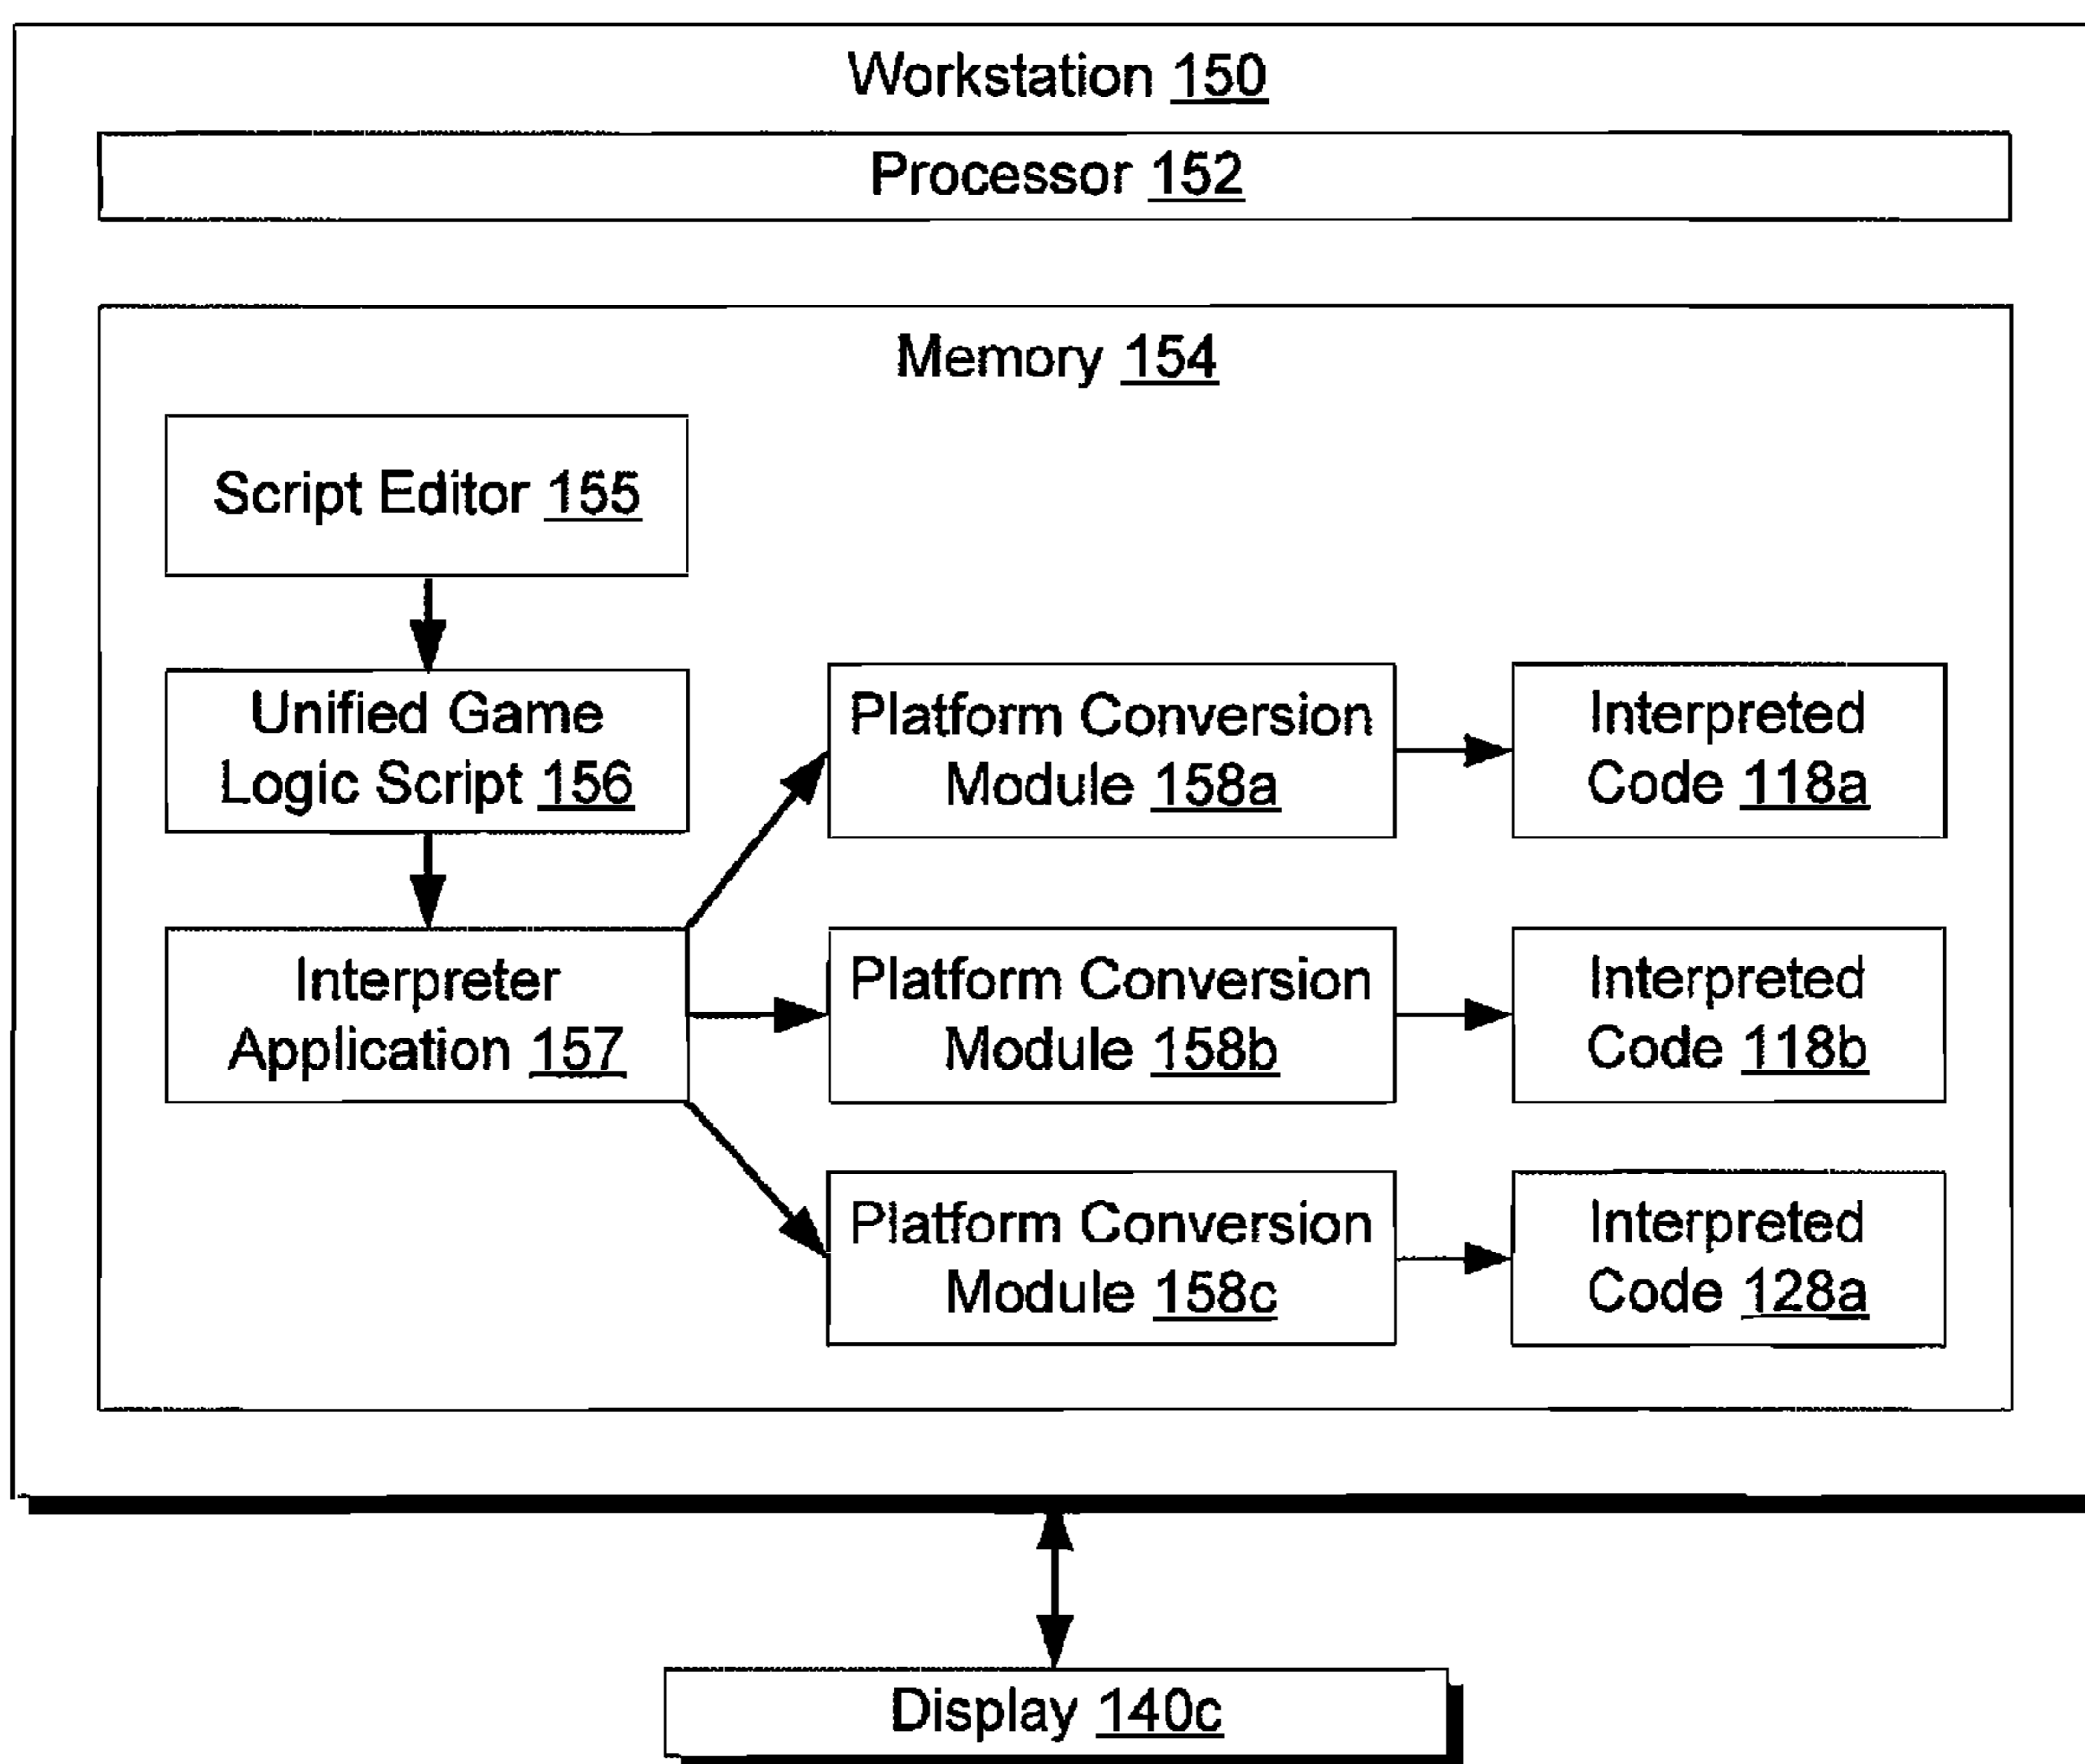 Workstation 150
Processor 152
Memory 154
Script Editor 155
Unified Game
Logic Script 156
Interpreter
Application 157
Platform Conversion
Module 158a
Interpreted
Code 118a
Platform Conversion
Module 158b
Interpreted
Code 118b
Platform Conversion
Module 158c
Interpreted
Code 128a
Display 140c